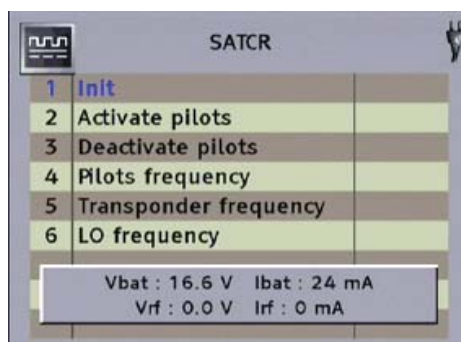 SATCR
1 Init
2 Activate pilots
3 Deactivate pilots
4 Pilots frequency
5 Transponder frequency
6 LO frequency
Vbat : 16.6 V Ibat : 24 mA
Vrf : 0.0 V Irf : 0 mA